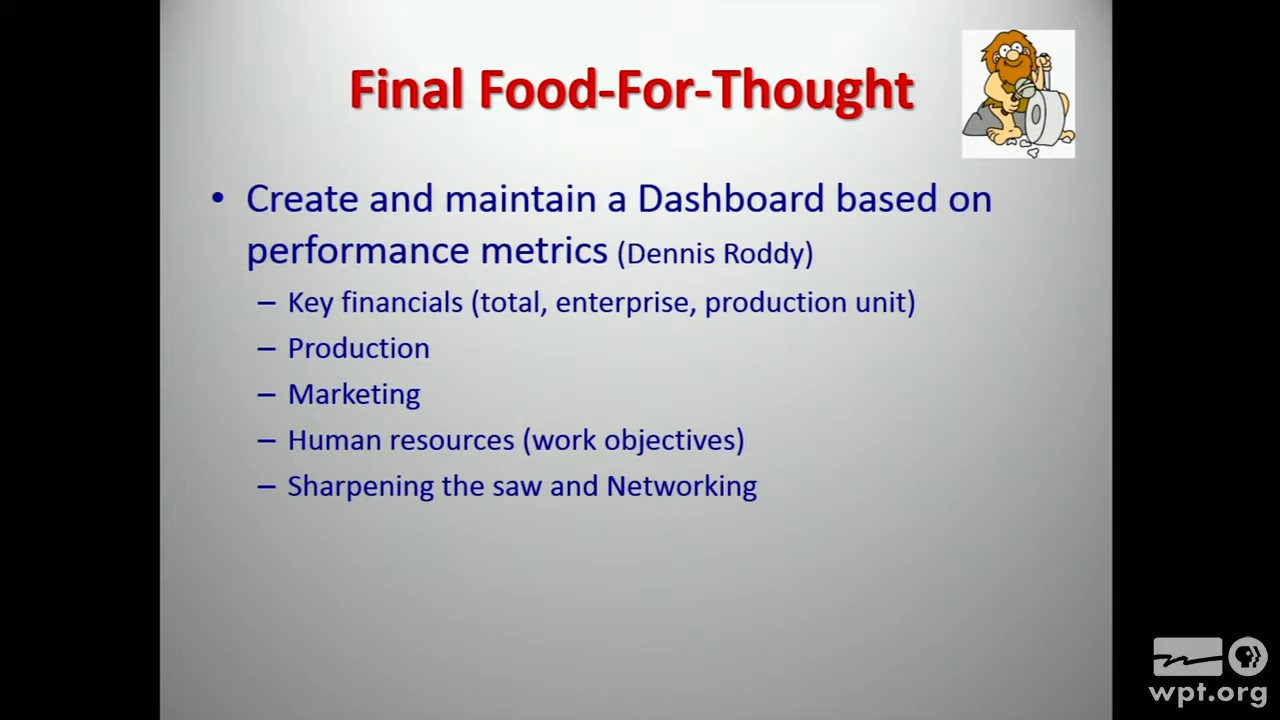 Final Food-For-Thought
• Create and maintain a Dashboard based on
performance metrics (Dennis Roddy)
– Key financials (total, enterprise, production unit)
– Production
– Marketing
– Human resources (work objectives)
– Sharpening the saw and Networking
wpt.org